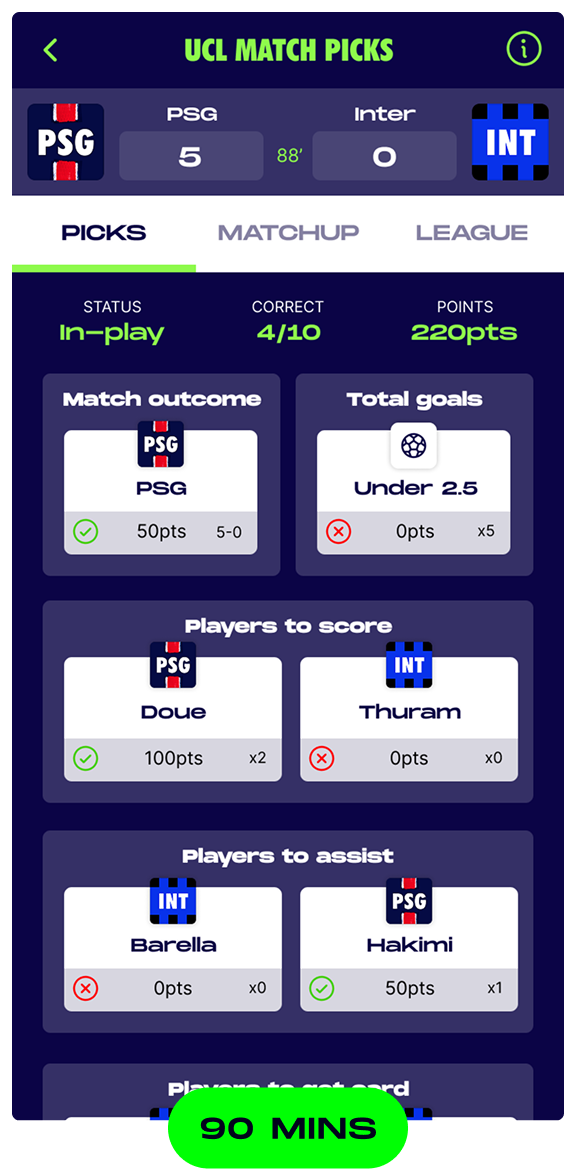 UCL MATCH PICKS
PSG Inter
PSG 5 88’ 0 INT
PICKS MATCHUP LEAGUE
STATUS CORRECT POINTS
In-play 4/10 220pts
Match outcome Total goals
PSG
PSG Under 2.5
50pts 5-0 0pts x5
Players to score
PSG INT
Doue Thuram
100pts x2 0pts x0
Players to assist
INT PSG
Barella Hakimi
0pts x0 50pts x1
Players to get card
90 MINS